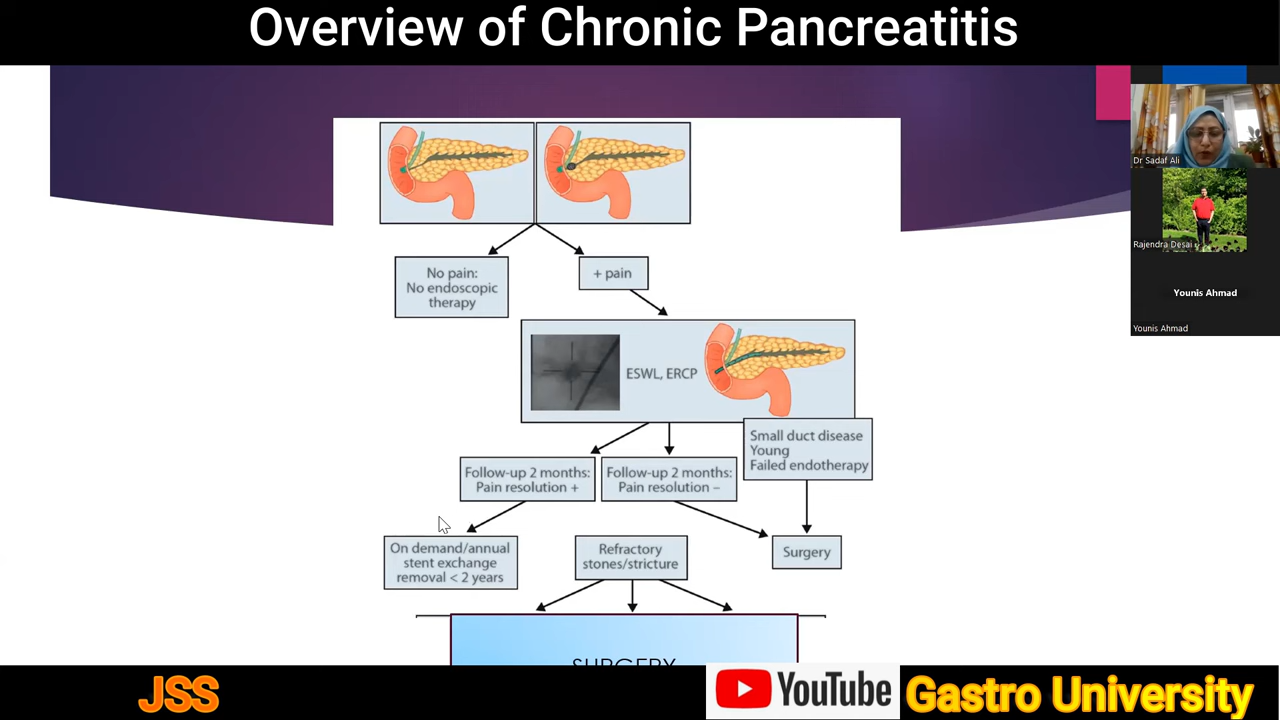 Overview of Chronic Pancreatitis
Dr Sadaf Ali
Rajendra Desai
Younis Ahmad
Younis Ahmad
No pain:
No endoscopic
therapy
+ pain
ESWL, ERCP
Small duct disease
Young
Failed endotherapy
Follow-up 2 months:
Pain resolution +
Follow-up 2 months:
Pain resolution –
On demand/annual
stent exchange
removal < 2 years
Refractory
stones/stricture
Surgery
SURGERY
JSS
YouTube
Gastro University